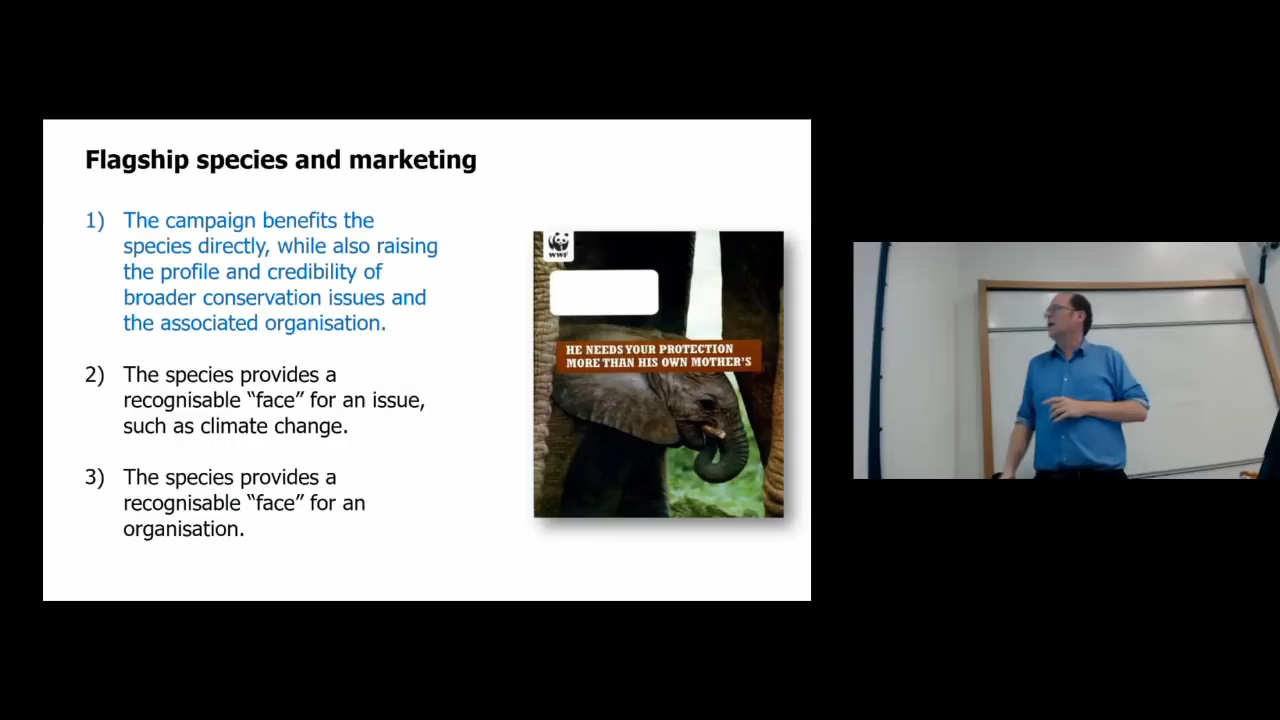 Flagship species and marketing
1) The campaign benefits the
species directly, while also raising
the profile and credibility of
broader conservation issues and
the associated organisation.
2) The species provides a
recognisable “face” for an issue,
such as climate change.
3) The species provides a
recognisable “face” for an
organisation.
WWF
HE NEEDS YOUR PROTECTION
MORE THAN HIS OWN MOTHER'S